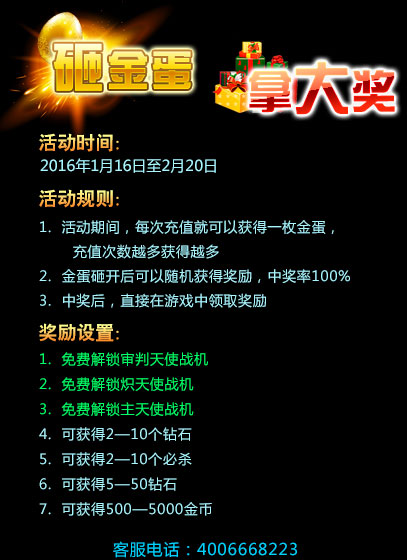 砸金蛋
拿大奖
活动时间:
2016年1月16日至2月20日
活动规则:
1. 活动期间，每次充值就可以获得一枚金蛋，
充值次数越多获得越多
2. 金蛋砸开后可以随机获得奖励，中奖率100%
3. 中奖后，直接在游戏中领取奖励
奖励设置:
1. 免费解锁审判天使战机
2. 免费解锁炽天使战机
3. 免费解锁主天使战机
4. 可获得2—10个钻石
5. 可获得2—10个必杀
6. 可获得5—50钻石
7. 可获得500—5000金币
客服电话：4006668223